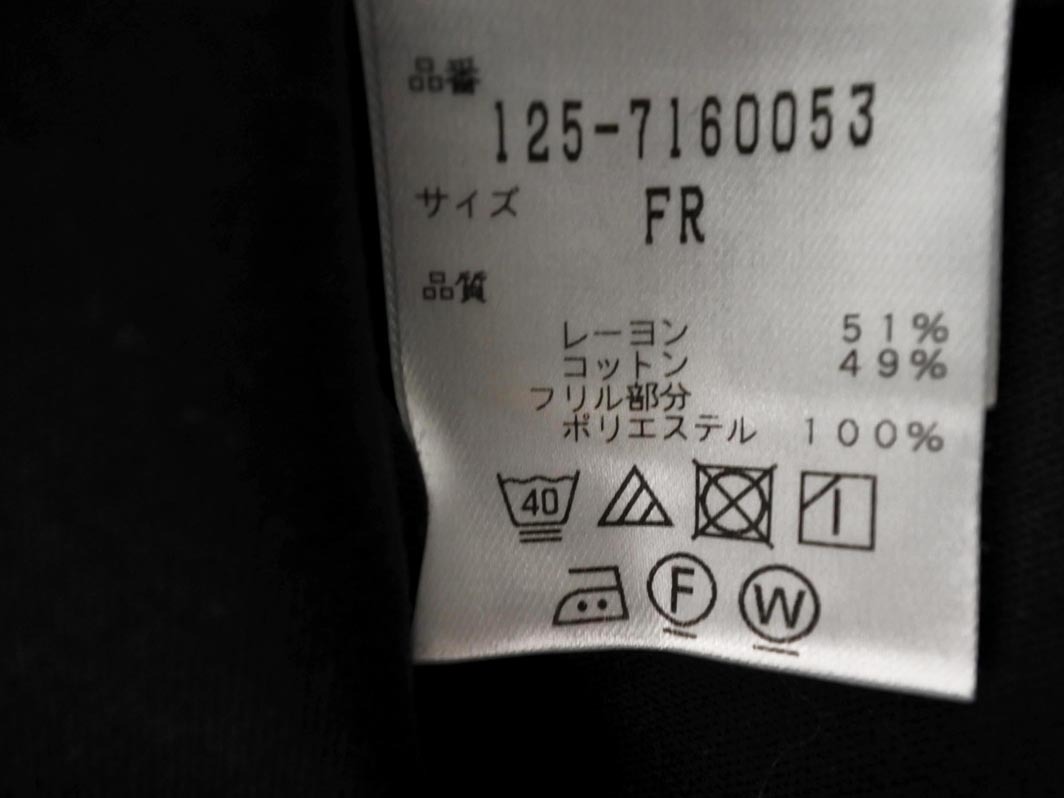 品番
125-7160053
サイズ FR
品質
レーヨン 51%
コットン 49%
フリル部分
ポリエステル 100%
40
F W